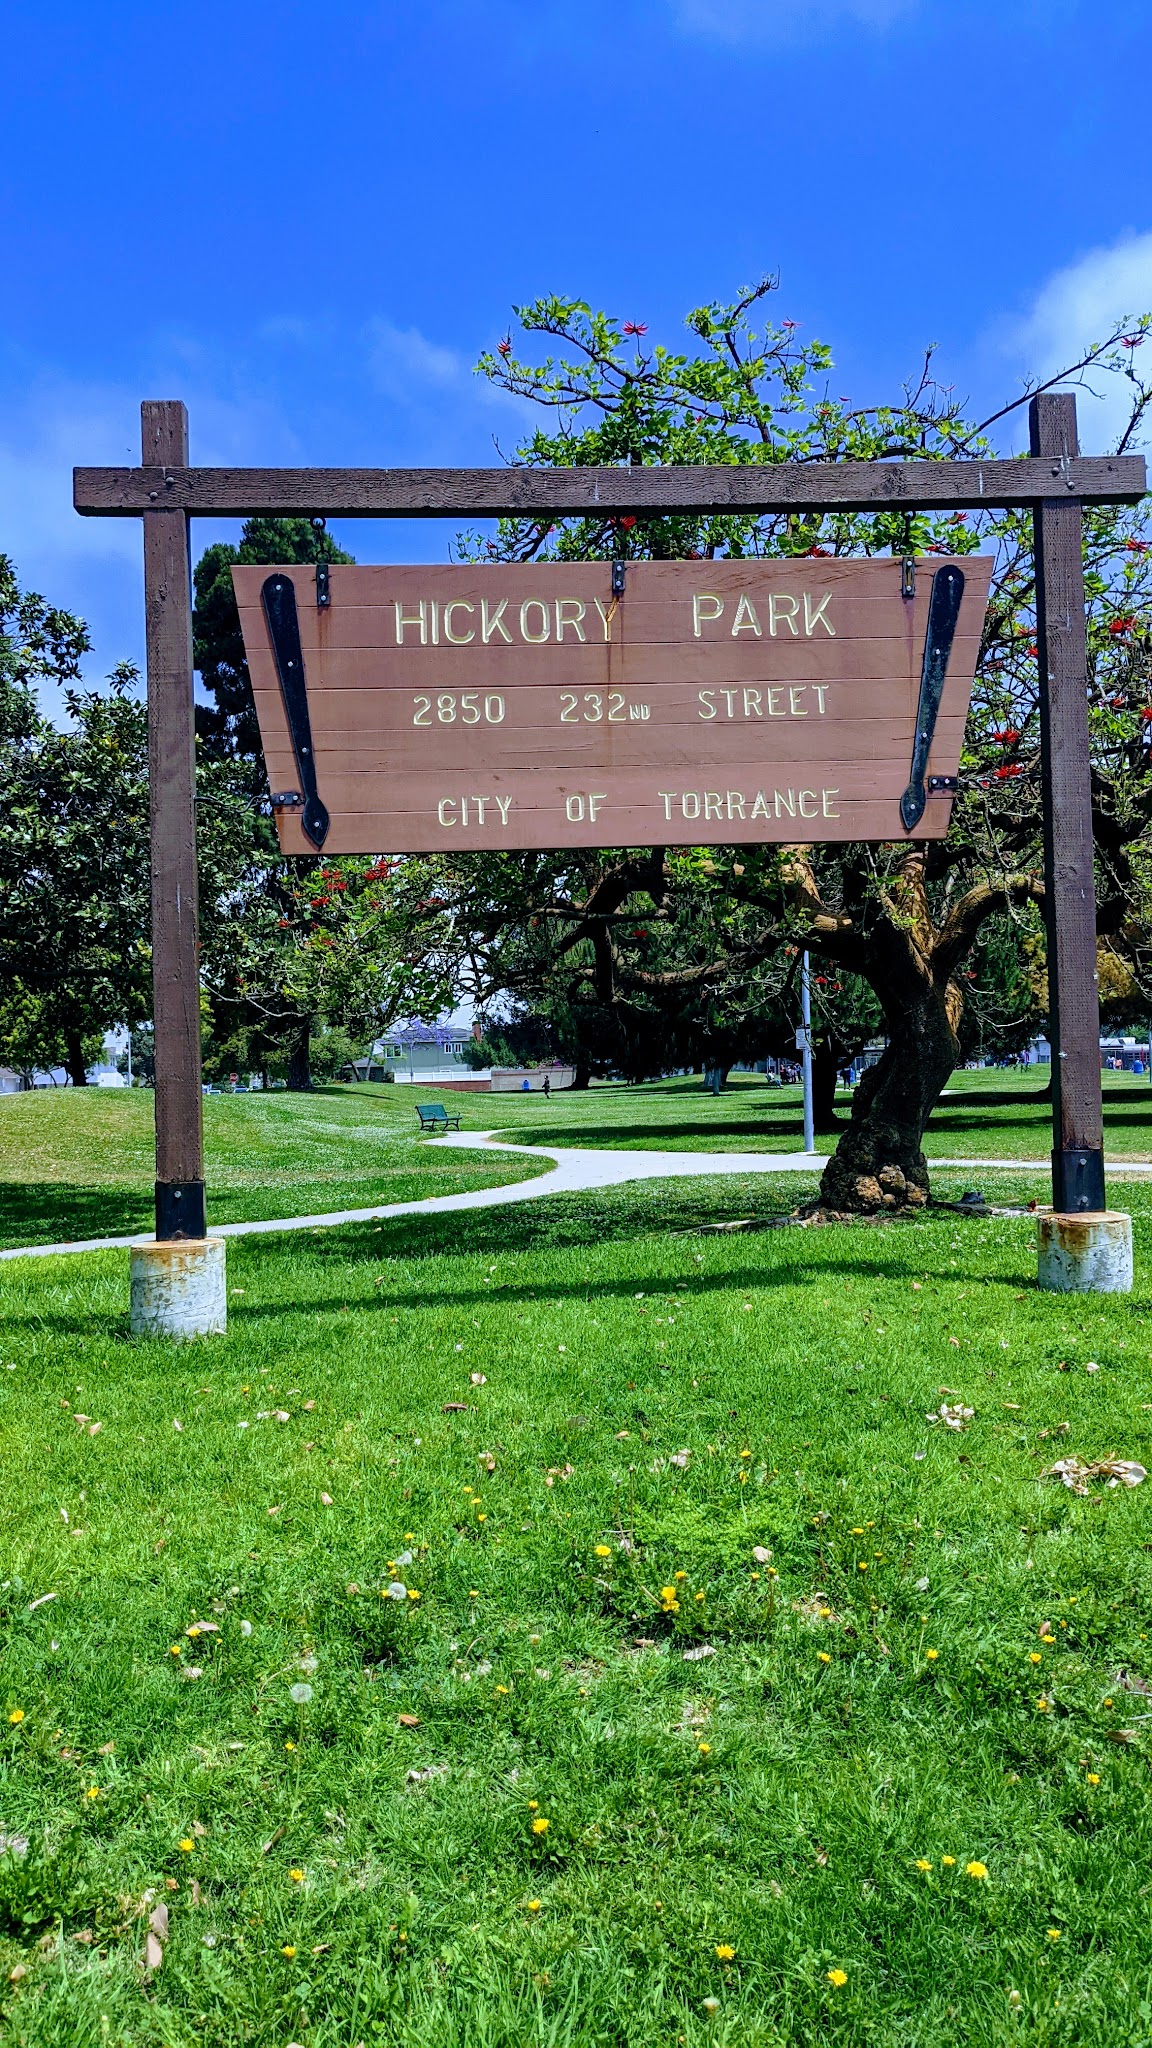 HICKORY PARK
2850 232ND STREET
CITY OF TORRANCE